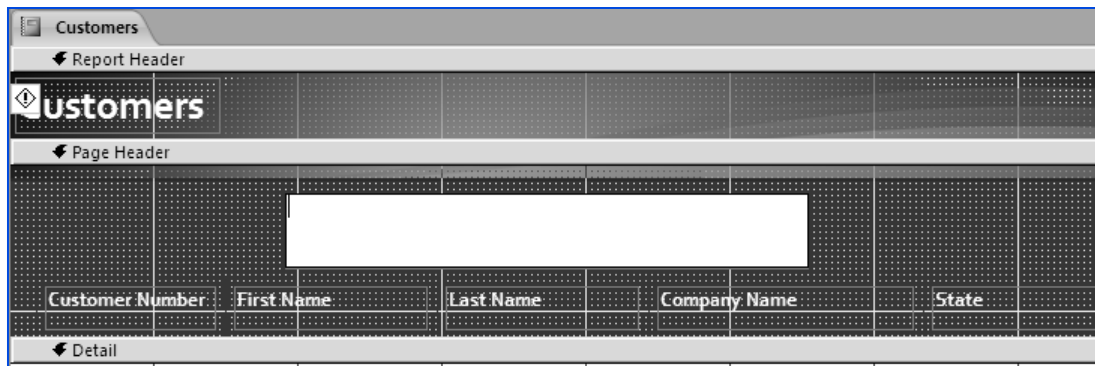 Customers
Report Header
Customers
Page Header
Customer Number First Name Last Name Company Name State
Detail